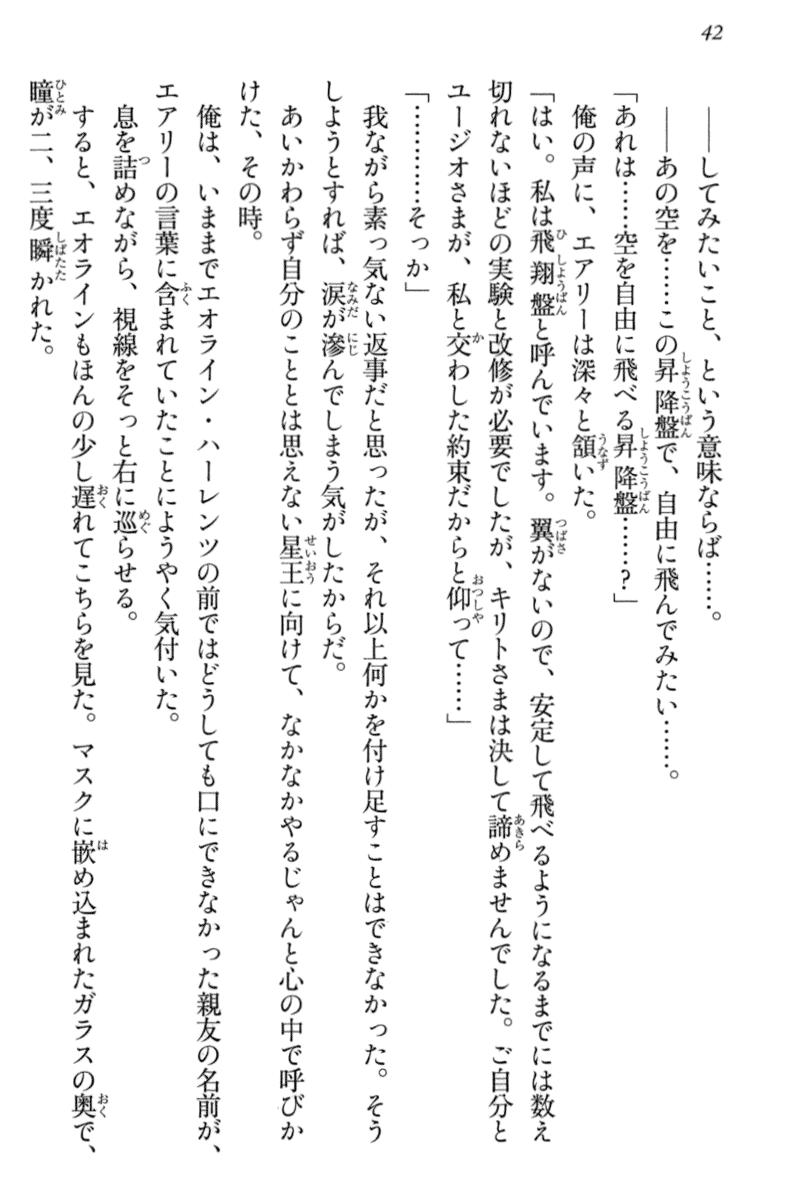 42
――してみたいこと、という意味ならば……。
――あの空を……この昇降盤で、自由に飛んでみたい……。
「あれは……空を自由に飛べる昇降盤……？」
俺の声に、エアリーは深々と頷いた。
「はい。私は飛翔盤と呼んでいます。翼がないので、安定して飛べるようになるまでには数え
切れないほどの実験と改修が必要でしたが、キリトさまは決して諦めませんでした。ご自分と
ユージオさまが、私と交わした約束だからと仰って……」
「…………そっか」
我ながら素っ気ない返事だと思ったが、それ以上何かを付け足すことはできなかった。そう
しようとすれば、涙が滲んでしまう気がしたからだ。
あいかわらず自分のこととは思えない星王に向けて、なかなかやるじゃんと心の中で呼びか
けた、その時。
俺は、いままでエオライン・ハーレンツの前ではどうしても口にできなかった親友の名前が、
エアリーの言葉に含まれていたことにようやく気付いた。
息を詰めながら、視線をそっと右に巡らせる。
すると、エオラインもほんの少し遅れてこちらを見た。マスクに嵌め込まれたガラスの奥で、
瞳が二、三度瞬かれた。